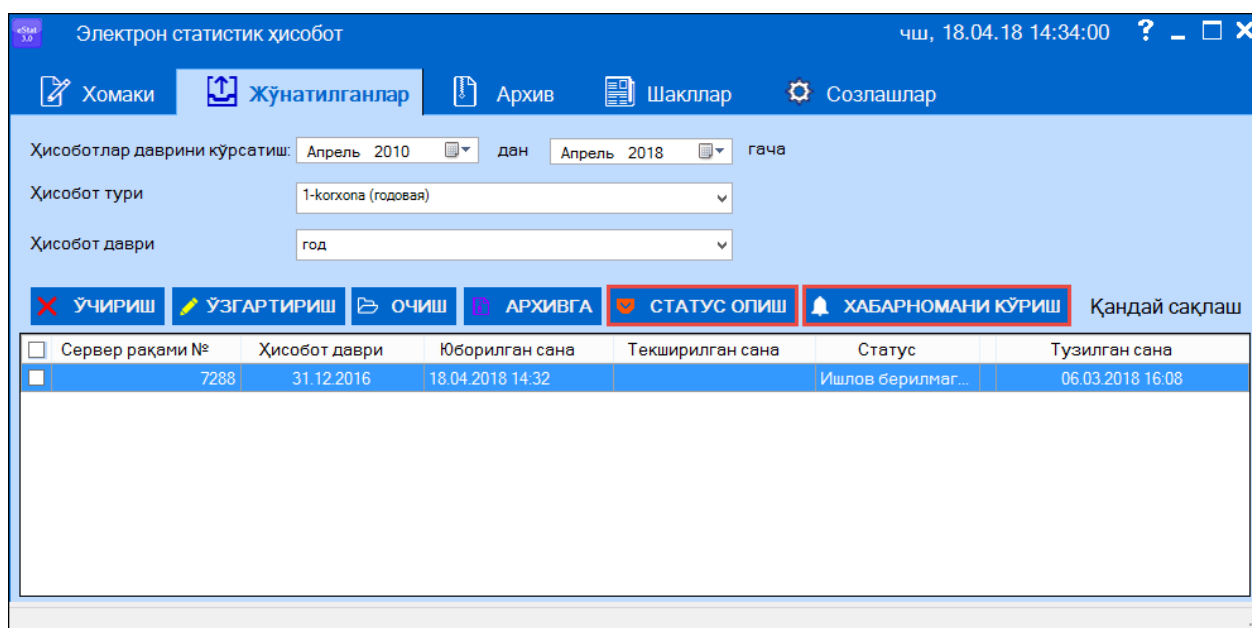 eStat 3.0 Электрон статистик ҳисобот чш, 18.04.18 14:34:00
Хомаки Жўнатилганлар Архив Шакллар Созлашлар
Ҳисоботлар даврини кўрсатиш: Апрель 2010 дан Апрель 2018 гача
Ҳисобот тури 1-korxona (годовая)
Ҳисобот даври год
ЎЧИРИШ ЎЗГАРТИРИШ ОЧИШ АРХИВГА СТАТУС ОЛИШ ХАБАРНОМАНИ КЎРИШ Қандай сақлаш
Сервер рақами № Ҳисобот даври Юборилган сана Текширилган сана Статус Тузилган сана
7288 31.12.2016 18.04.2018 14:32 Ишлов берилмаг... 06.03.2018 16:08